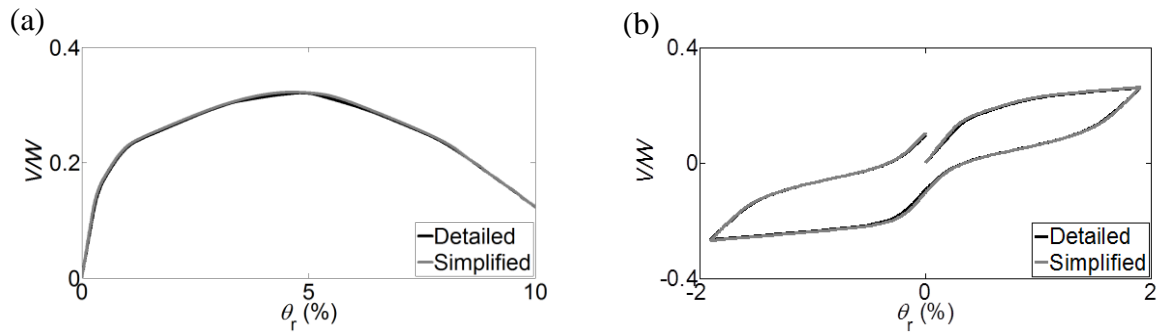 (a)
0.4
0.2
0
V/W
0
5
10
θr (%)
Detailed
Simplified
(b)
0.4
0
-0.4
V/W
-2
0
2
θr (%)
Detailed
Simplified